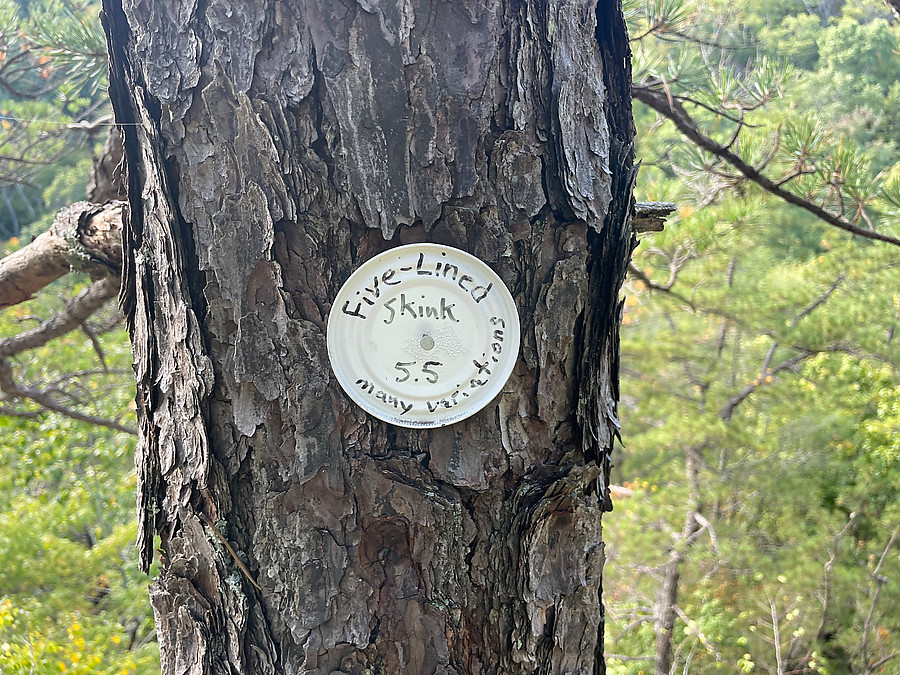 Five-Lined
Skink
5.5
many variations